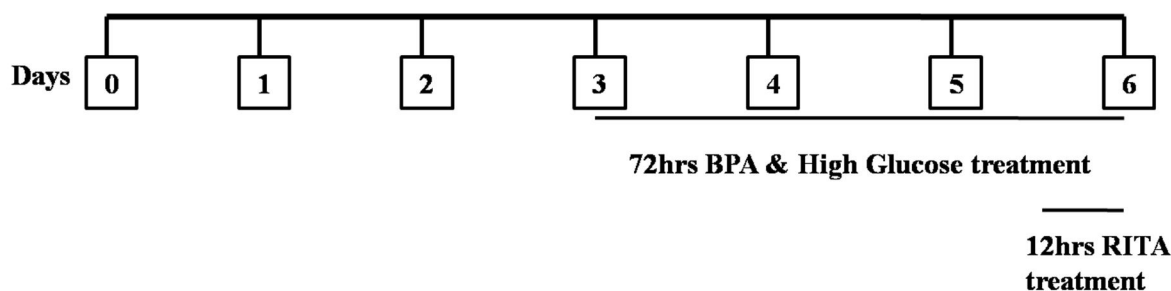 Days 0 1 2 3 4 5 6
72hrs BPA & High Glucose treatment
12hrs RITA
treatment